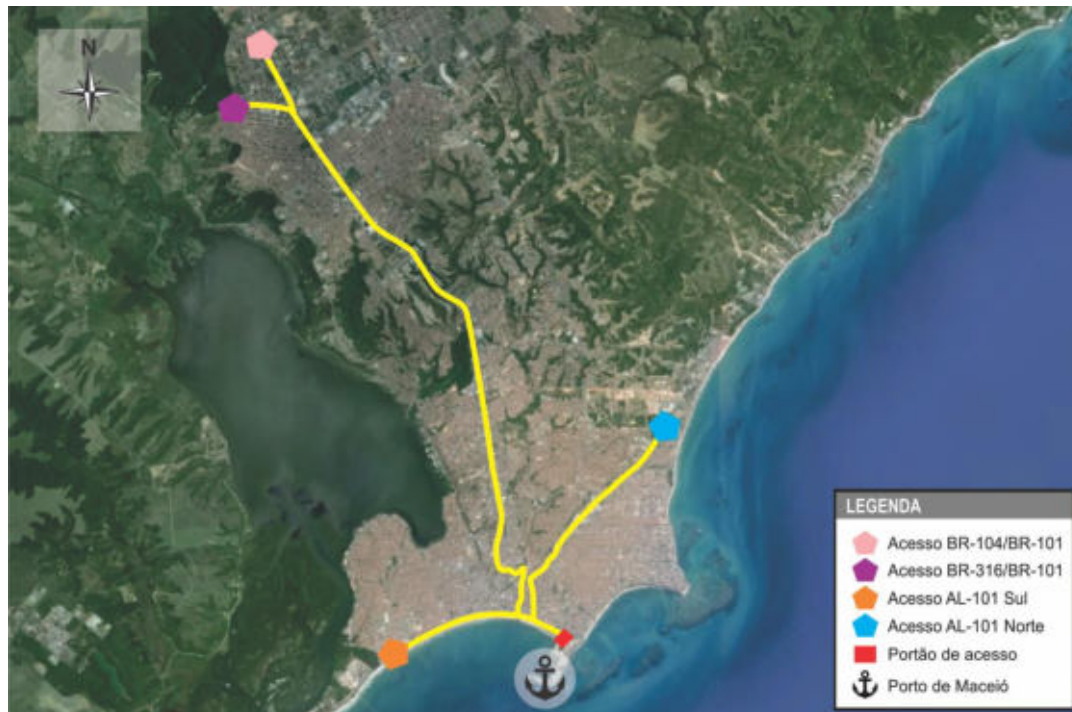 N
LEGENDA
Acesso BR-104/BR-101
Acesso BR-316/BR-101
Acesso AL-101 Sul
Acesso AL-101 Norte
Portão de acesso
Porto de Maceió